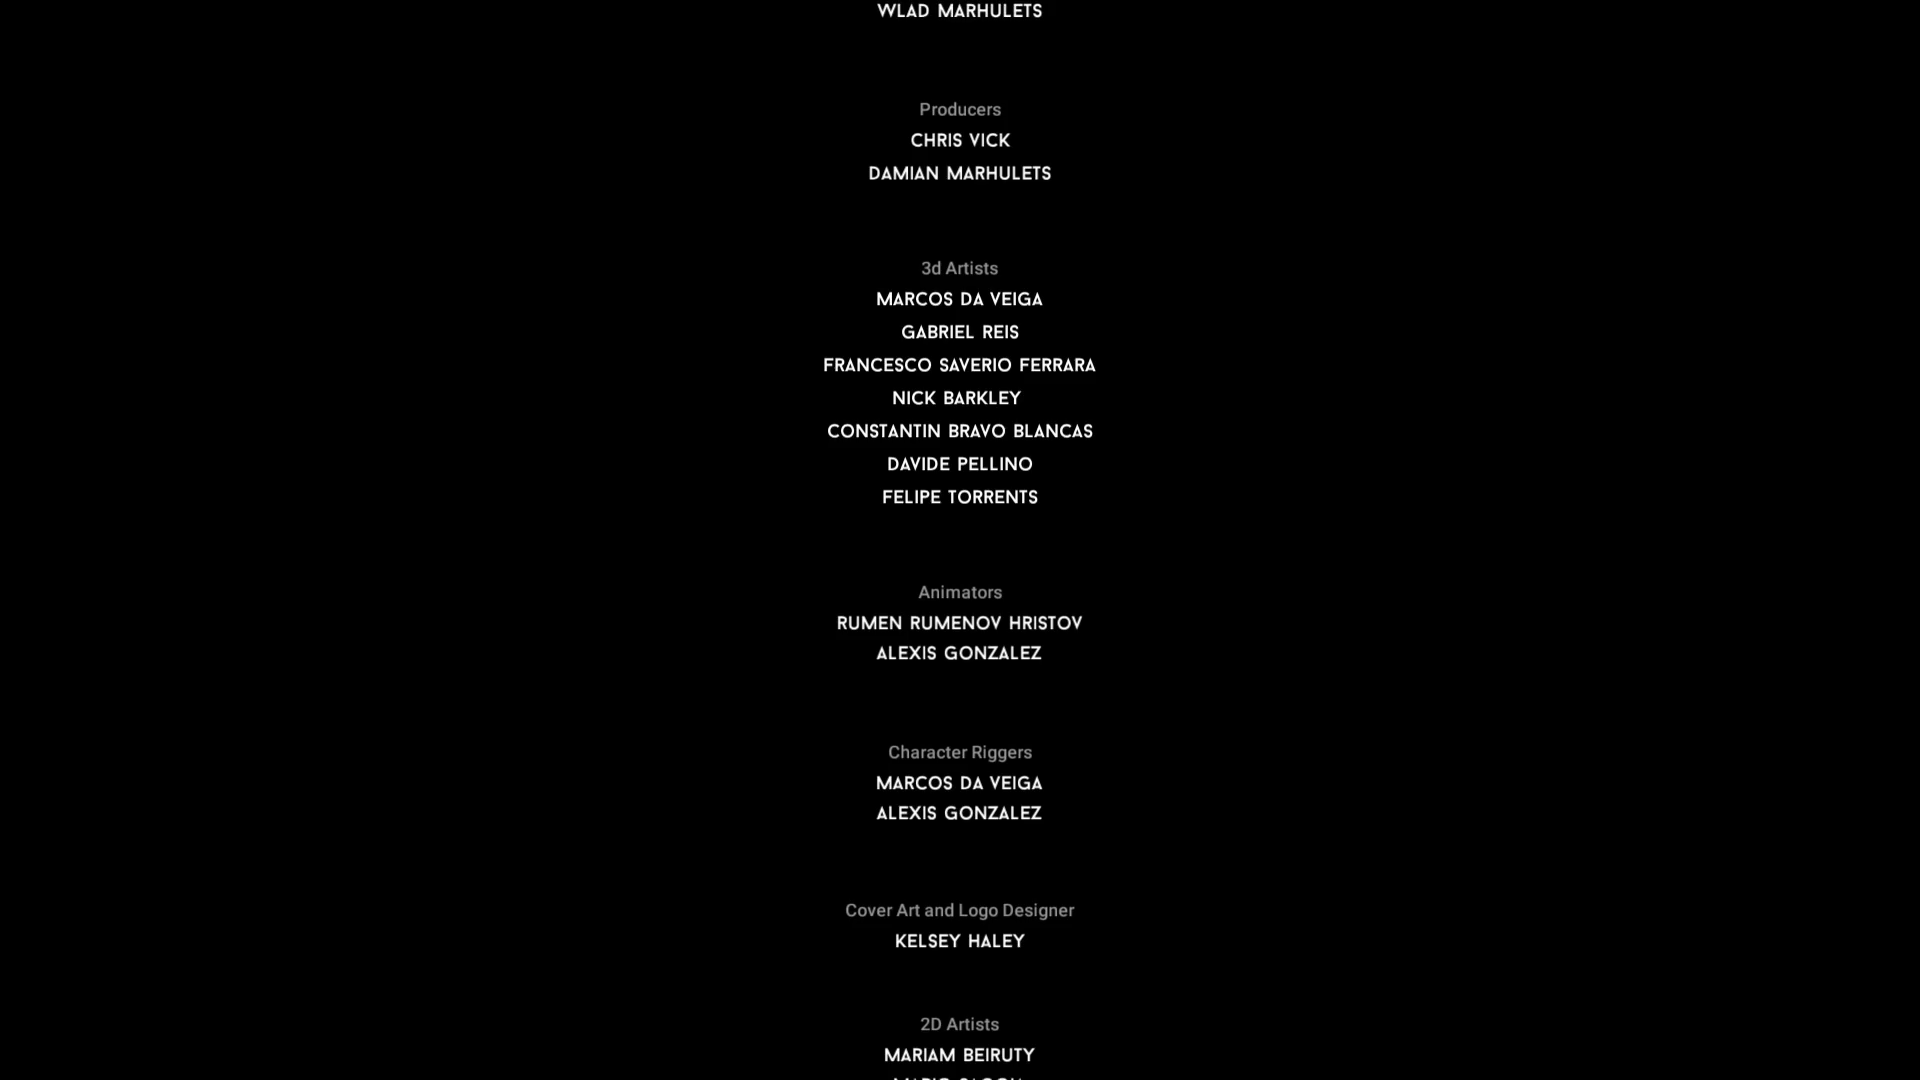 WLAD MARHULETS
Producers
CHRIS VICK
DAMIAN MARHULETS
3d Artists
MARCOS DA VEIGA
GABRIEL REIS
FRANCESCO SAVERIO FERRARA
NICK BARKLEY
CONSTANTIN BRAVO BLANCAS
DAVIDE PELLINO
FELIPE TORRENTS
Animators
RUMEN RUMENOV HRISTOV
ALEXIS GONZALEZ
Character Riggers
MARCOS DA VEIGA
ALEXIS GONZALEZ
Cover Art and Logo Designer
KELSEY HALEY
2D Artists
MARIAM BEIRUTY